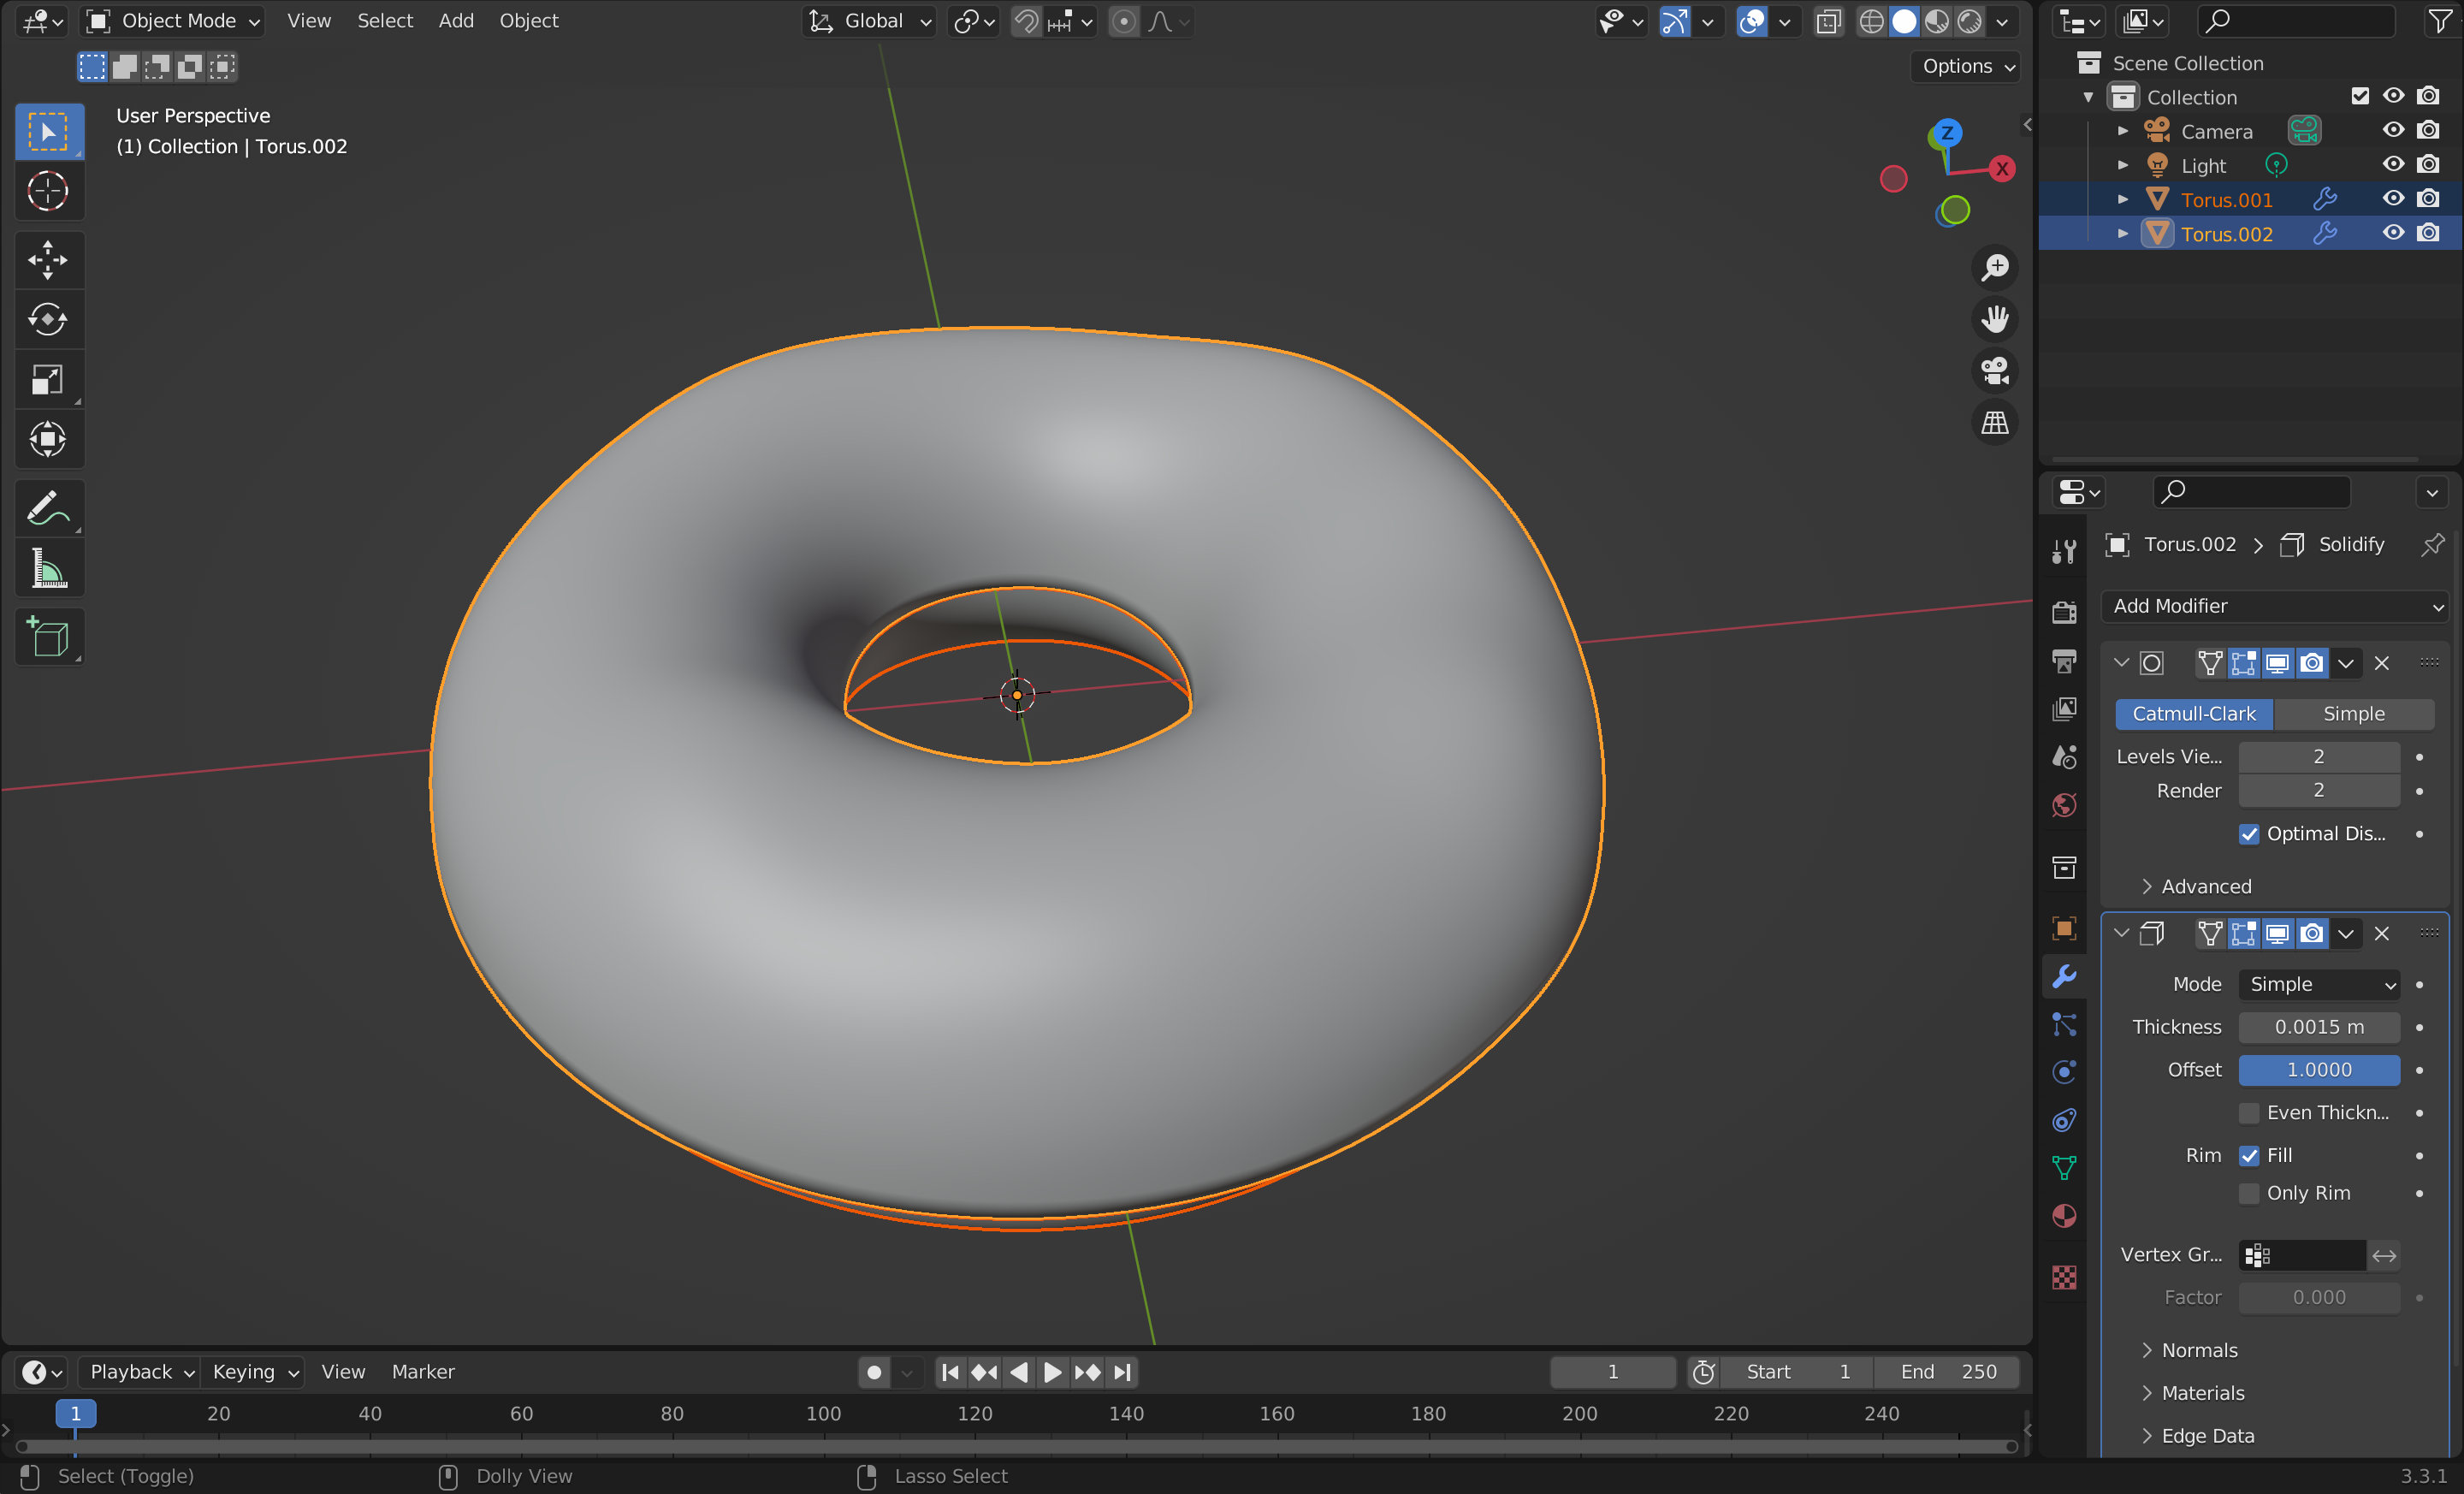 Object Mode View Select Add Object Global
Options
User Perspective
(1) Collection | Torus.002
Z
X
Scene Collection
Collection
Camera
Light
Torus.001
Torus.002
Torus.002 Solidify
Add Modifier
Catmull-Clark Simple
Levels Vie... 2
Render 2
Optimal Dis...
Advanced
Mode Simple
Thickness 0.0015 m
Offset 1.0000
Even Thickn...
Rim Fill
Only Rim
Vertex Gr...
Factor 0.000
Normals
Materials
Edge Data
Playback Keying View Marker 1 Start 1 End 250
1 20 40 60 80 100 120 140 160 180 200 220 240
Select (Toggle) Dolly View Lasso Select 3.3.1